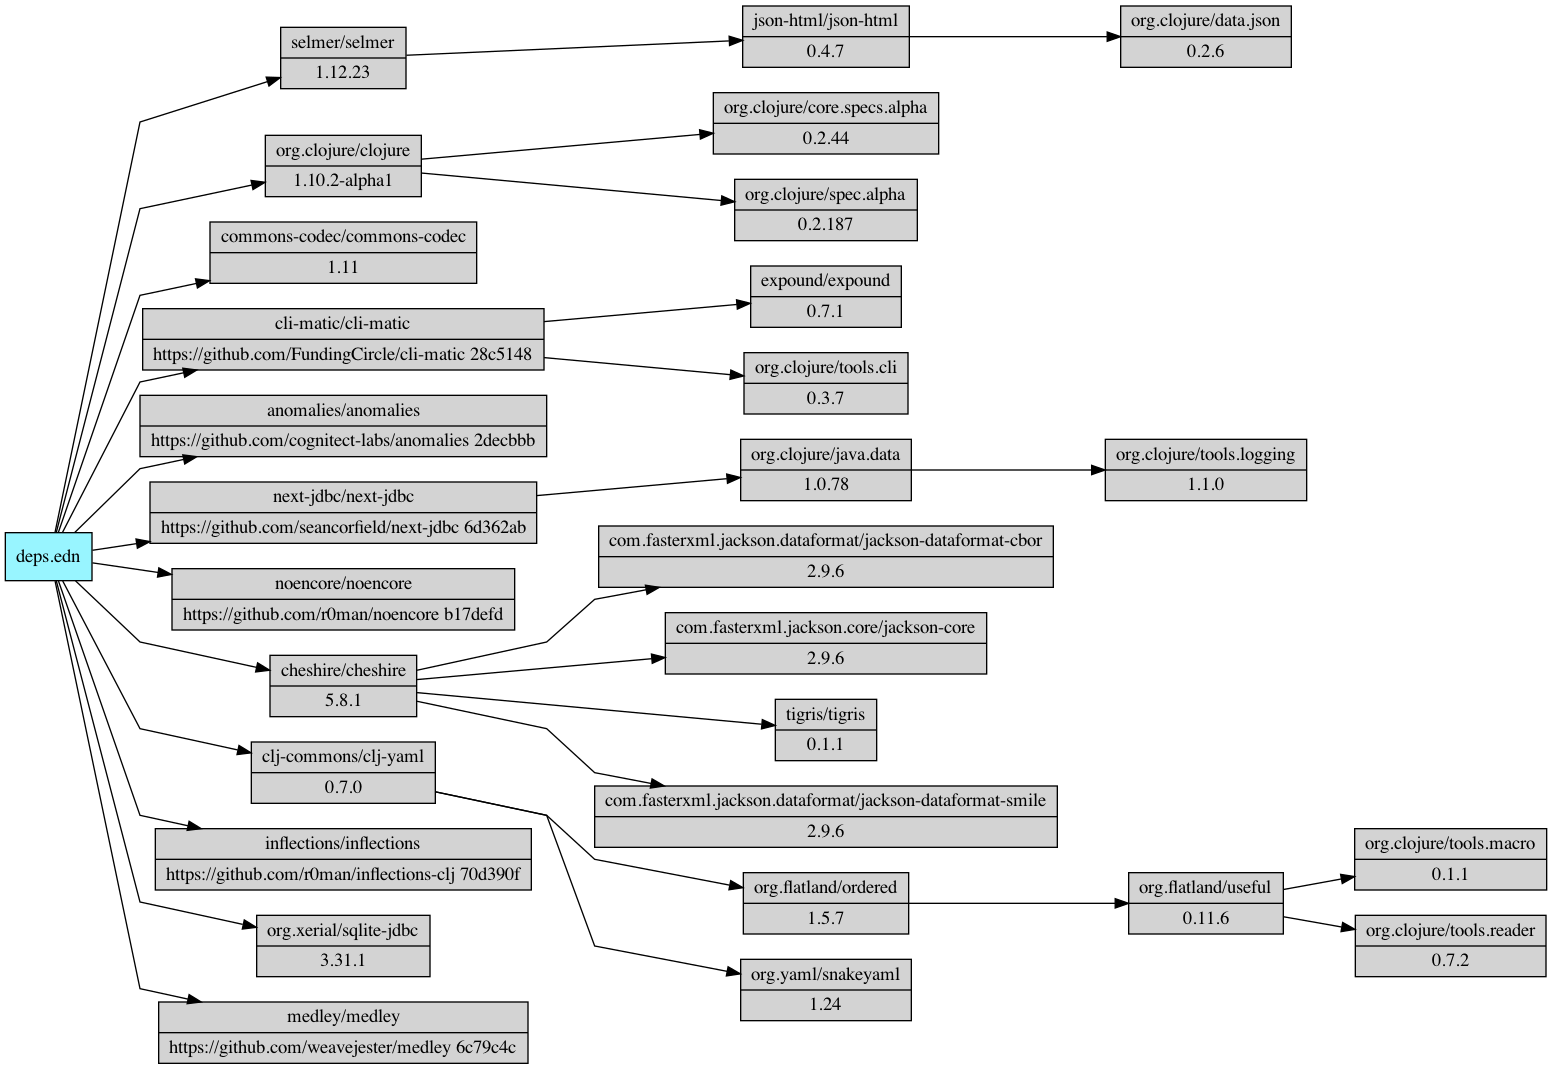 deps.edn
selmer/selmer
1.12.23
org.clojure/clojure
1.10.2-alpha1
commons-codec/commons-codec
1.11
cli-matic/cli-matic
https://github.com/FundingCircle/cli-matic 28c5148
anomalies/anomalies
https://github.com/cognitect-labs/anomalies 2decbbb
next-jdbc/next-jdbc
https://github.com/seancorfield/next-jdbc 6d362ab
noencore/noencore
https://github.com/r0man/noencore b17defd
cheshire/cheshire
5.8.1
clj-commons/clj-yaml
0.7.0
inflections/inflections
https://github.com/r0man/inflections-clj 70d390f
org.xerial/sqlite-jdbc
3.31.1
medley/medley
https://github.com/weavejester/medley 6c79c4c
json-html/json-html
0.4.7
org.clojure/core.specs.alpha
0.2.44
org.clojure/spec.alpha
0.2.187
expound/expound
0.7.1
org.clojure/tools.cli
0.3.7
org.clojure/java.data
1.0.78
com.fasterxml.jackson.dataformat/jackson-dataformat-cbor
2.9.6
com.fasterxml.jackson.core/jackson-core
2.9.6
tigris/tigris
0.1.1
com.fasterxml.jackson.dataformat/jackson-dataformat-smile
2.9.6
org.flatland/ordered
1.5.7
org.yaml/snakeyaml
1.24
org.clojure/data.json
0.2.6
org.clojure/tools.logging
1.1.0
org.flatland/useful
0.11.6
org.clojure/tools.macro
0.1.1
org.clojure/tools.reader
0.7.2